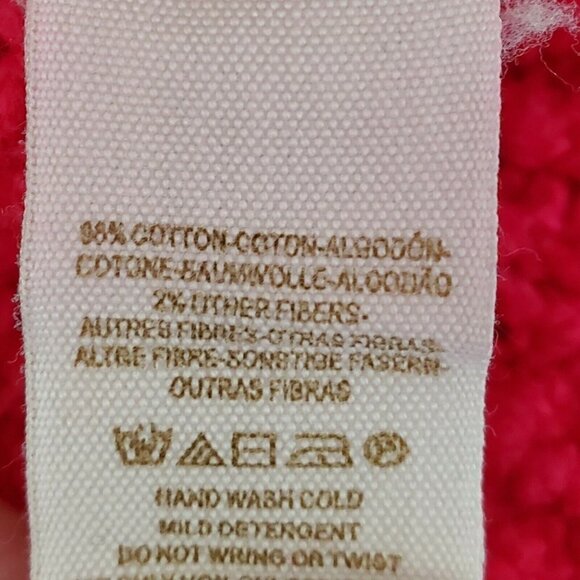 98% COTTON-COTON-ALGODÓN-
COTONE-BAUMWOLLE-ALGODÃO
2% OTHER FIBERS-
AUTRES FIBRES-OTRAS FIBRAS-
ALTRE FIBRE-SONSTIGE FASERN-
OUTRAS FIBRAS
P
HAND WASH COLD
MILD DETERGENT
DO NOT WRING OR TWIST